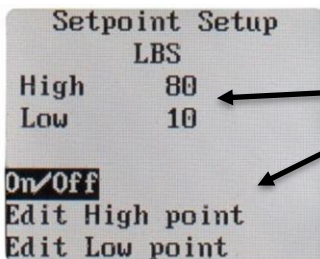 Setpoint Setup
LBS
High 80
Low 10
On/Off
Edit High point
Edit Low point